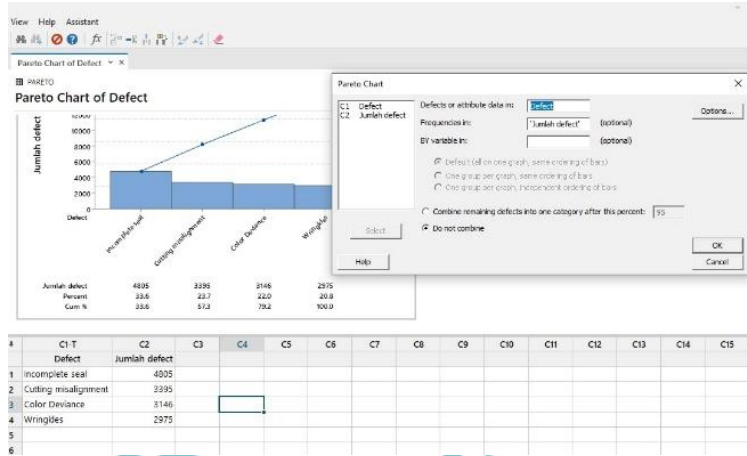 View Help Assistant
fx
Pareto Chart of Defect
PARETO
Pareto Chart of Defect
Jumlah defect
10000
8000
6000
4000
2000
0
Defect
Incomplete seal
Cutting misalignment
Color Deviance
Jumlah defect 4805 3395 3146 2975
Percent 33.6 23.7 22.0 20.8
Cum % 33.6 57.3 79.2 100.0
Pareto Chart
C1 Defect
C2 Jumlah defect
Defects or attribute data in: Defect
Frequencies in: 'Jumlah defect' (optional)
BY variable in: (optional)
Default (all on one graph, same ordering of bars
One group per graph, same ordering of bars
One group per graph, independent ordering of bars
Combine remaining defects into one category after this percent: 95
Do not combine
Options...
Select
Help
OK
Cancel
C1-T C2 C3 C4 C5 C6 C7 C8 C9 C10 C11 C12 C13 C14 C15
Defect Jumlah defect
1 Incomplete seal 4805
2 Cutting misalignment 3395
3 Color Deviance 3146
4 2975
5
6